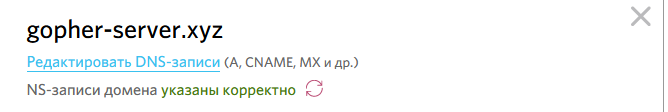 gopher-server.xyz
Редактировать DNS-записи (A, CNAME, MX и др.)
NS-записи домена указаны корректно